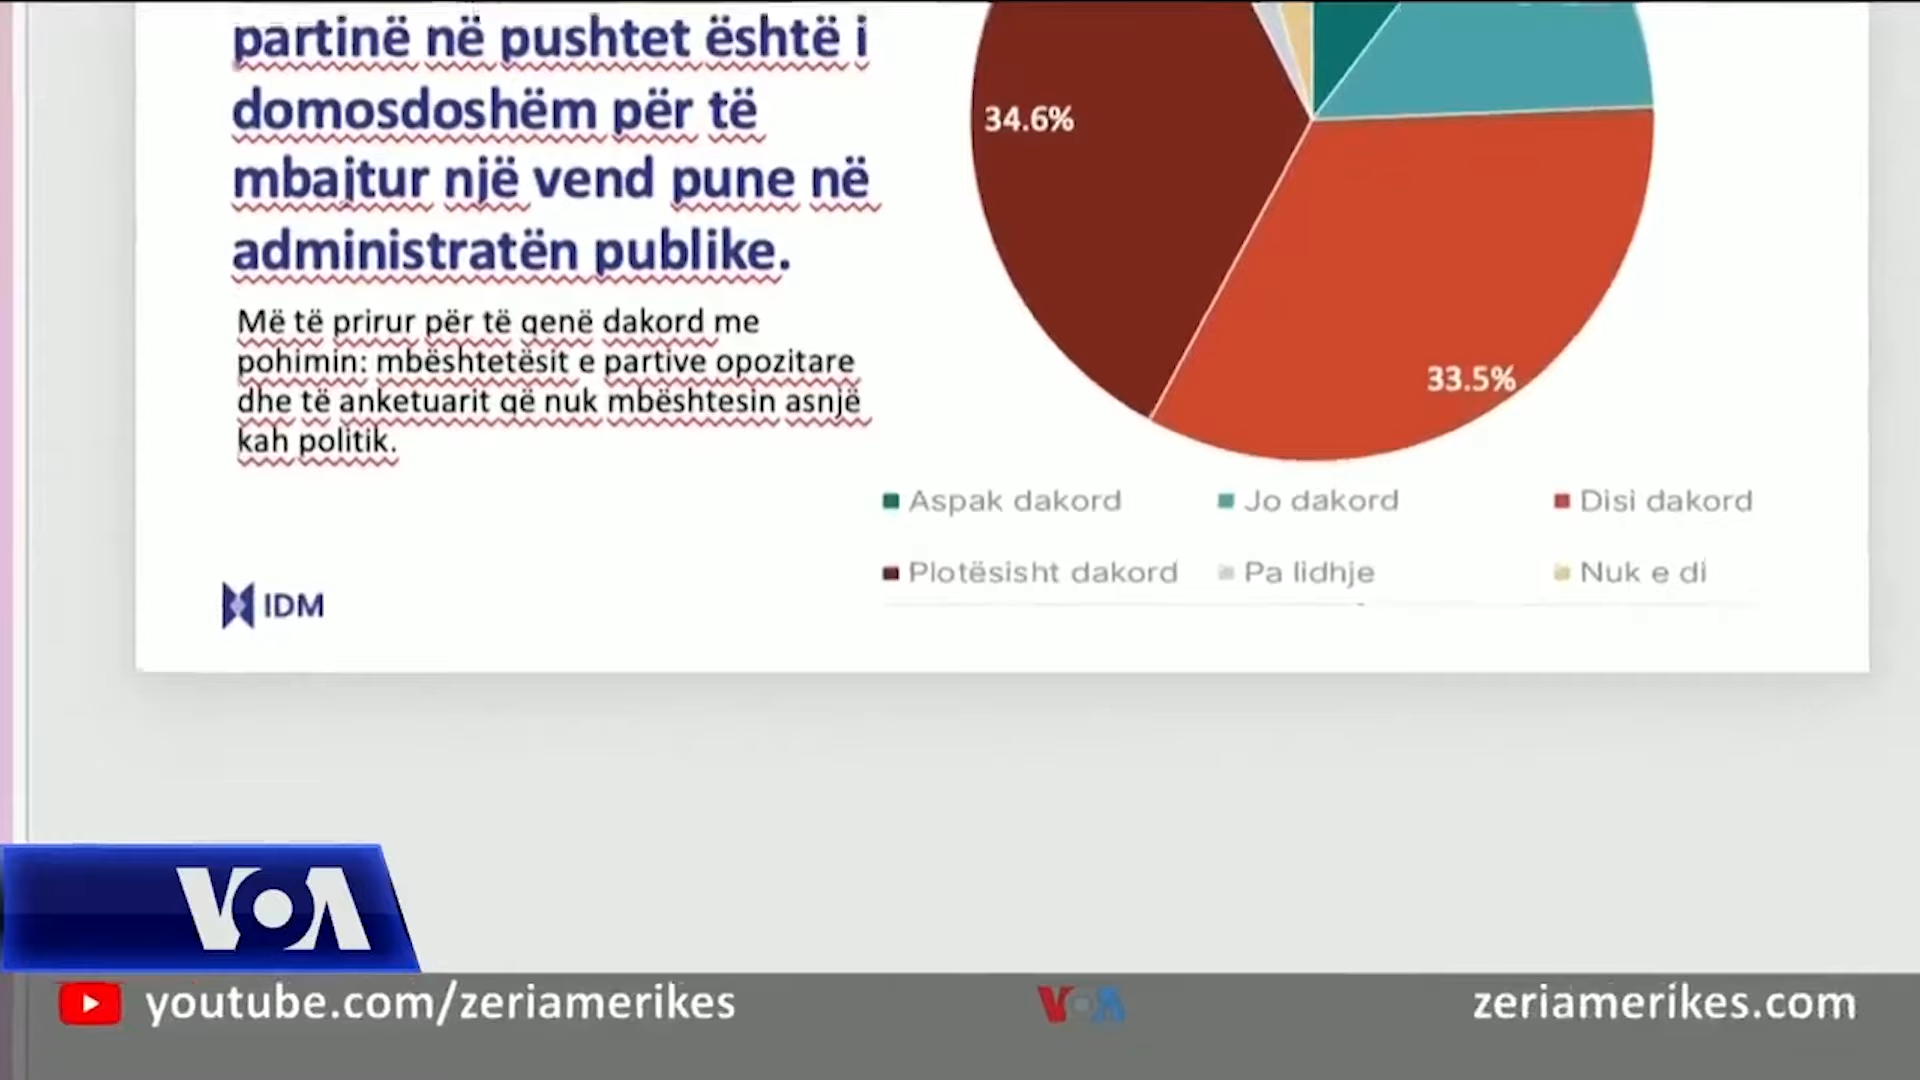 partinë në pushtet është i
domosdoshëm për të
mbajtur një vend pune në
administratën publike.
Më të prirur për të qenë dakord me
pohimin: mbështetësit e partive opozitare
dhe të anketuarit që nuk mbështesin asnjë
kah politik.
34.6%
33.5%
Aspak dakord
Jo dakord
Disi dakord
Plotësisht dakord
Pa lidhje
Nuk e di
IDM
VOA
youtube.com/zeriamerikes
VOA
zeriamerikes.com